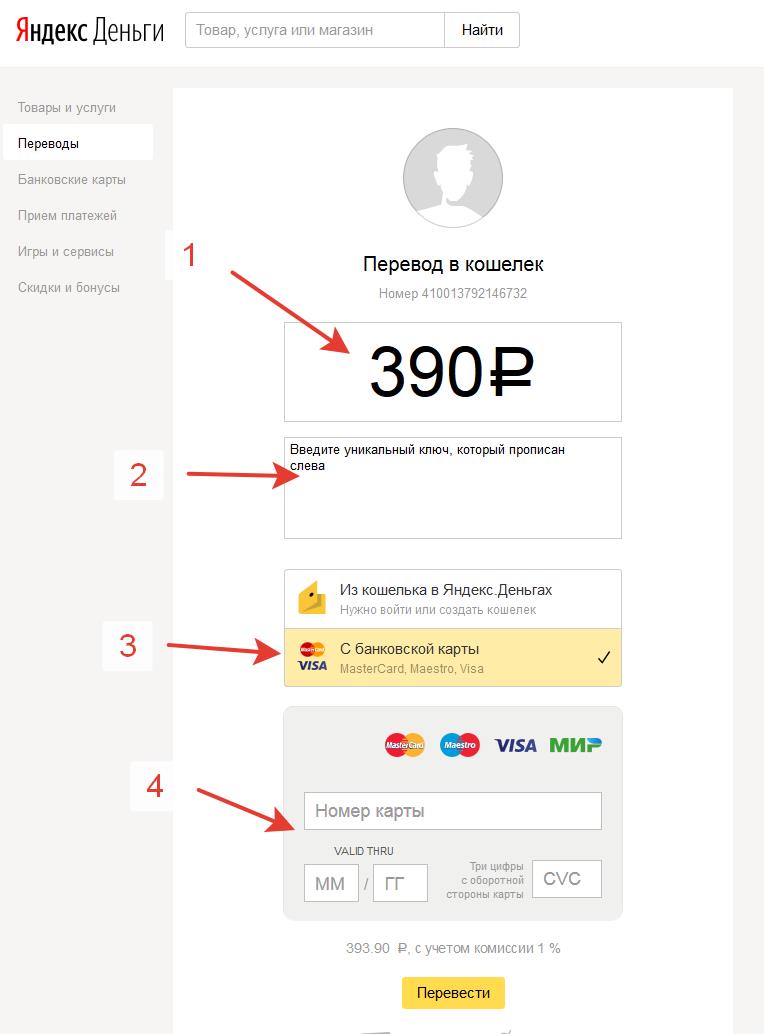 Яндекс Деньги
Товар, услуга или магазин
Найти
Товары и услуги
Переводы
Банковские карты
Прием платежей
Игры и сервисы
Скидки и бонусы
1
Перевод в кошелек
Номер 410013792146732
390₽
2
Введите уникальный ключ, который прописан
слева
Из кошелька в Яндекс.Деньгах
Нужно войти или создать кошелек
3
MasterCard
VISA
С банковской карты
MasterCard, Maestro, Visa
MasterCard Maestro VISA МИР
4
Номер карты
VALID THRU
ММ / ГГ
Три цифры
с оборотной
стороны карты
CVC
393.90 ₽, с учетом комиссии 1 %
Перевести